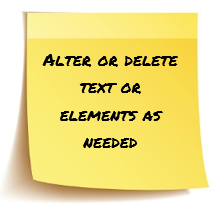 Alter or delete
text or
elements as
needed